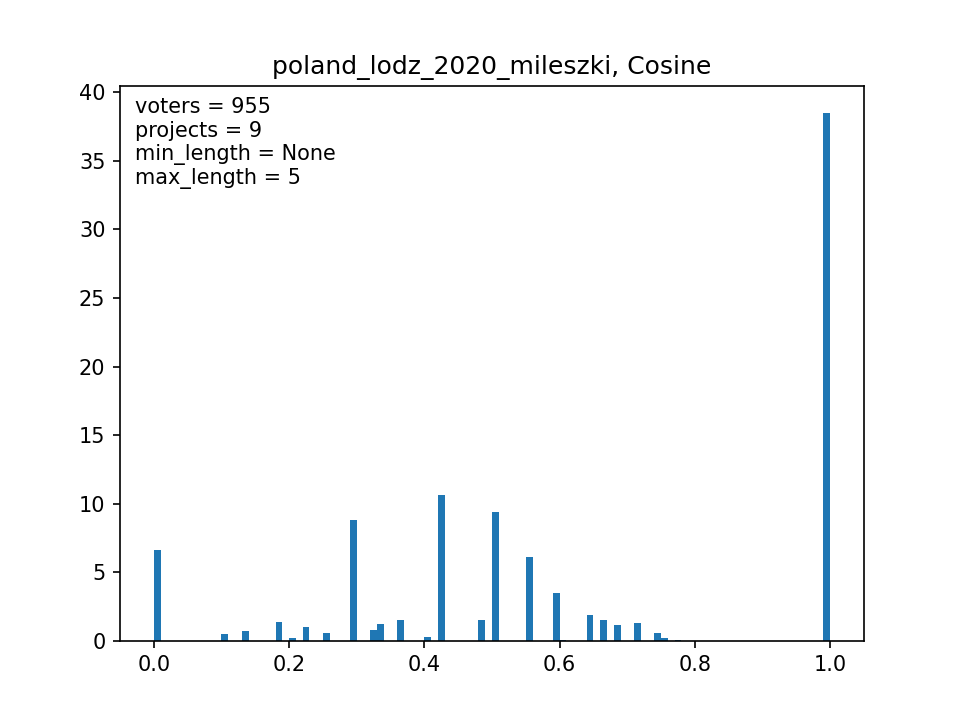 poland_lodz_2020_mileszki, Cosine
voters = 955
projects = 9
min_length = None
max_length = 5
40
35
30
25
20
15
10
5
0
0.0 0.2 0.4 0.6 0.8 1.0